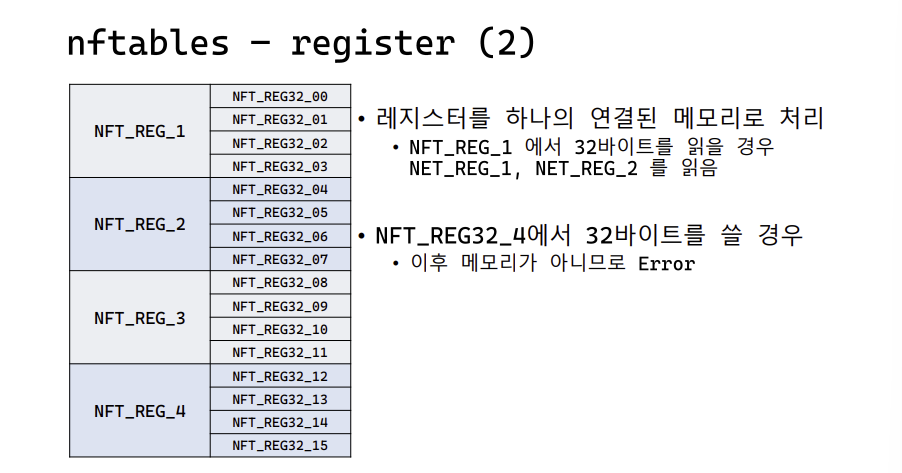 nftables – register (2)
NFT_REG_1
NFT_REG32_00
NFT_REG32_01
NFT_REG32_02
NFT_REG32_03
NFT_REG_2
NFT_REG32_04
NFT_REG32_05
NFT_REG32_06
NFT_REG32_07
NFT_REG_3
NFT_REG32_08
NFT_REG32_09
NFT_REG32_10
NFT_REG32_11
NFT_REG_4
NFT_REG32_12
NFT_REG32_13
NFT_REG32_14
NFT_REG32_15
• 레지스터를 하나의 연결된 메모리로 처리
• NFT_REG_1 에서 32바이트를 읽을 경우
NET_REG_1, NET_REG_2 를 읽음
• NFT_REG32_4에서 32바이트를 쓸 경우
• 이후 메모리가 아니므로 Error